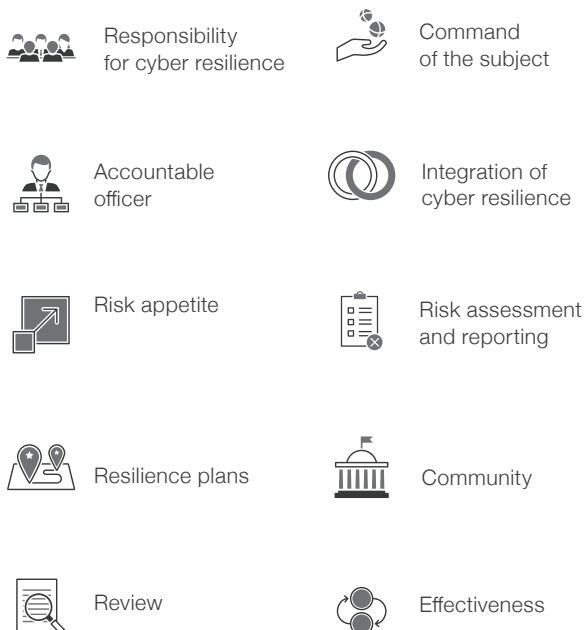 Responsibility
for cyber resilience
Command
of the subject
Accountable
officer
Integration of
cyber resilience
Risk appetite
Risk assessment
and reporting
Resilience plans
Community
Review
Effectiveness